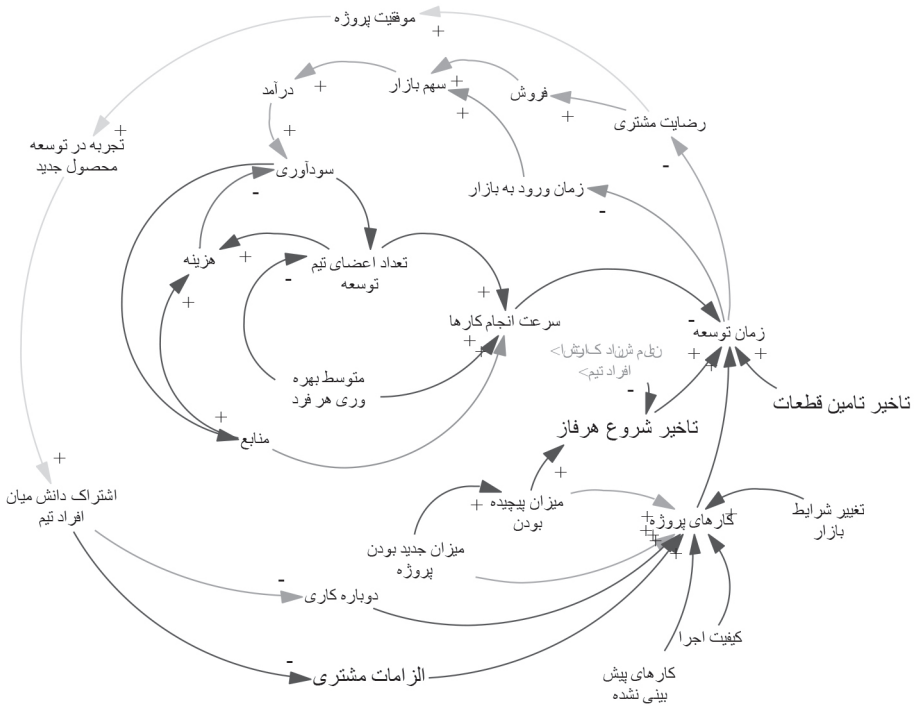 موفقیت پروژه
درآمد
سهم بازار
فروش
رضایت مشتری
تجربه در توسعه
محصول جدید
سودآوری
زمان ورود به بازار
هزینه
تعداد اعضای تیم
توسعه
سرعت انجام کارها
زمان توسعه
افراد تیم>
متوسط بهره
وری هر فرد
تاخیر تامین قطعات
تاخیر شروع هرفاز
منابع
اشتراک دانش میان
افراد تیم
میزان پیچیده
بودن
کارهای پروژه
تغییر شرایط
بازار
میزان جدید بودن
پروژه
دوباره کاری
کیفیت اجرا
الزامات مشتری
کارهای پیش
بینی نشده